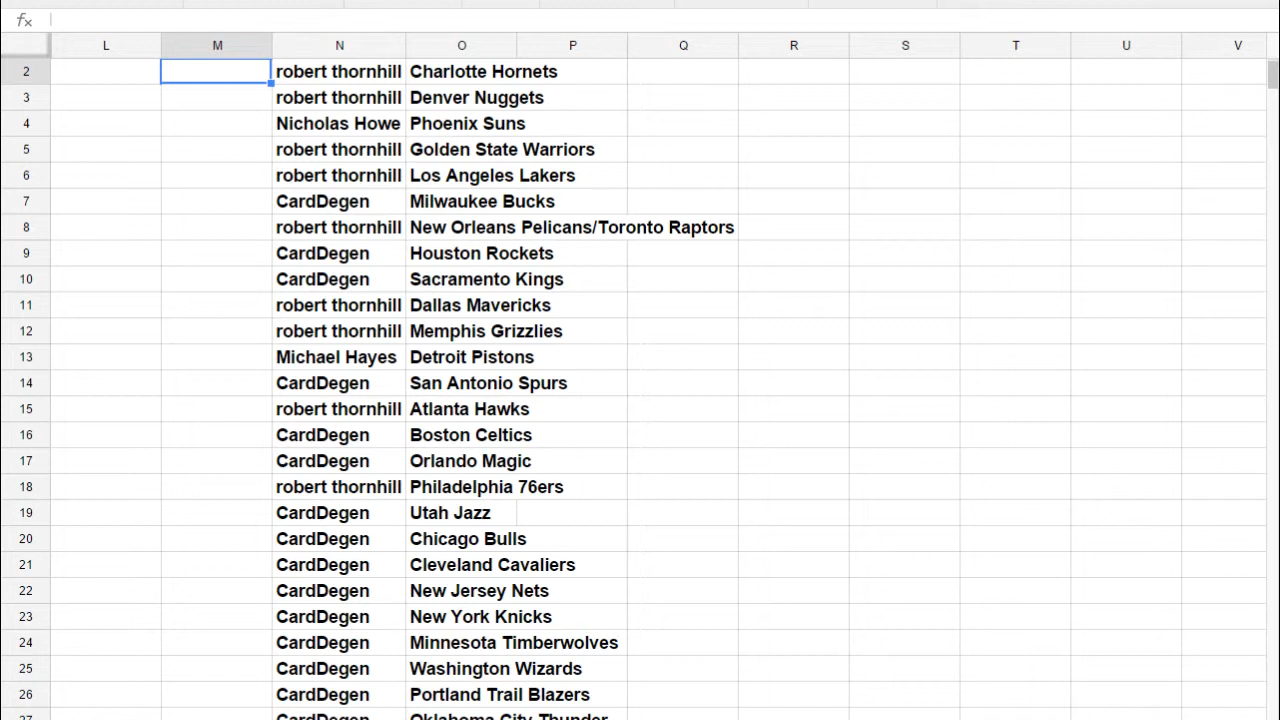 fx
L M N O P Q R S T U V
2 robert thornhill Charlotte Hornets
3 robert thornhill Denver Nuggets
4 Nicholas Howe Phoenix Suns
5 robert thornhill Golden State Warriors
6 robert thornhill Los Angeles Lakers
7 CardDegen Milwaukee Bucks
8 robert thornhill New Orleans Pelicans/Toronto Raptors
9 CardDegen Houston Rockets
10 CardDegen Sacramento Kings
11 robert thornhill Dallas Mavericks
12 robert thornhill Memphis Grizzlies
13 Michael Hayes Detroit Pistons
14 CardDegen San Antonio Spurs
15 robert thornhill Atlanta Hawks
16 CardDegen Boston Celtics
17 CardDegen Orlando Magic
18 robert thornhill Philadelphia 76ers
19 CardDegen Utah Jazz
20 CardDegen Chicago Bulls
21 CardDegen Cleveland Cavaliers
22 CardDegen New Jersey Nets
23 CardDegen New York Knicks
24 CardDegen Minnesota Timberwolves
25 CardDegen Washington Wizards
26 CardDegen Portland Trail Blazers
27 CardDegen Oklahoma City Thunder